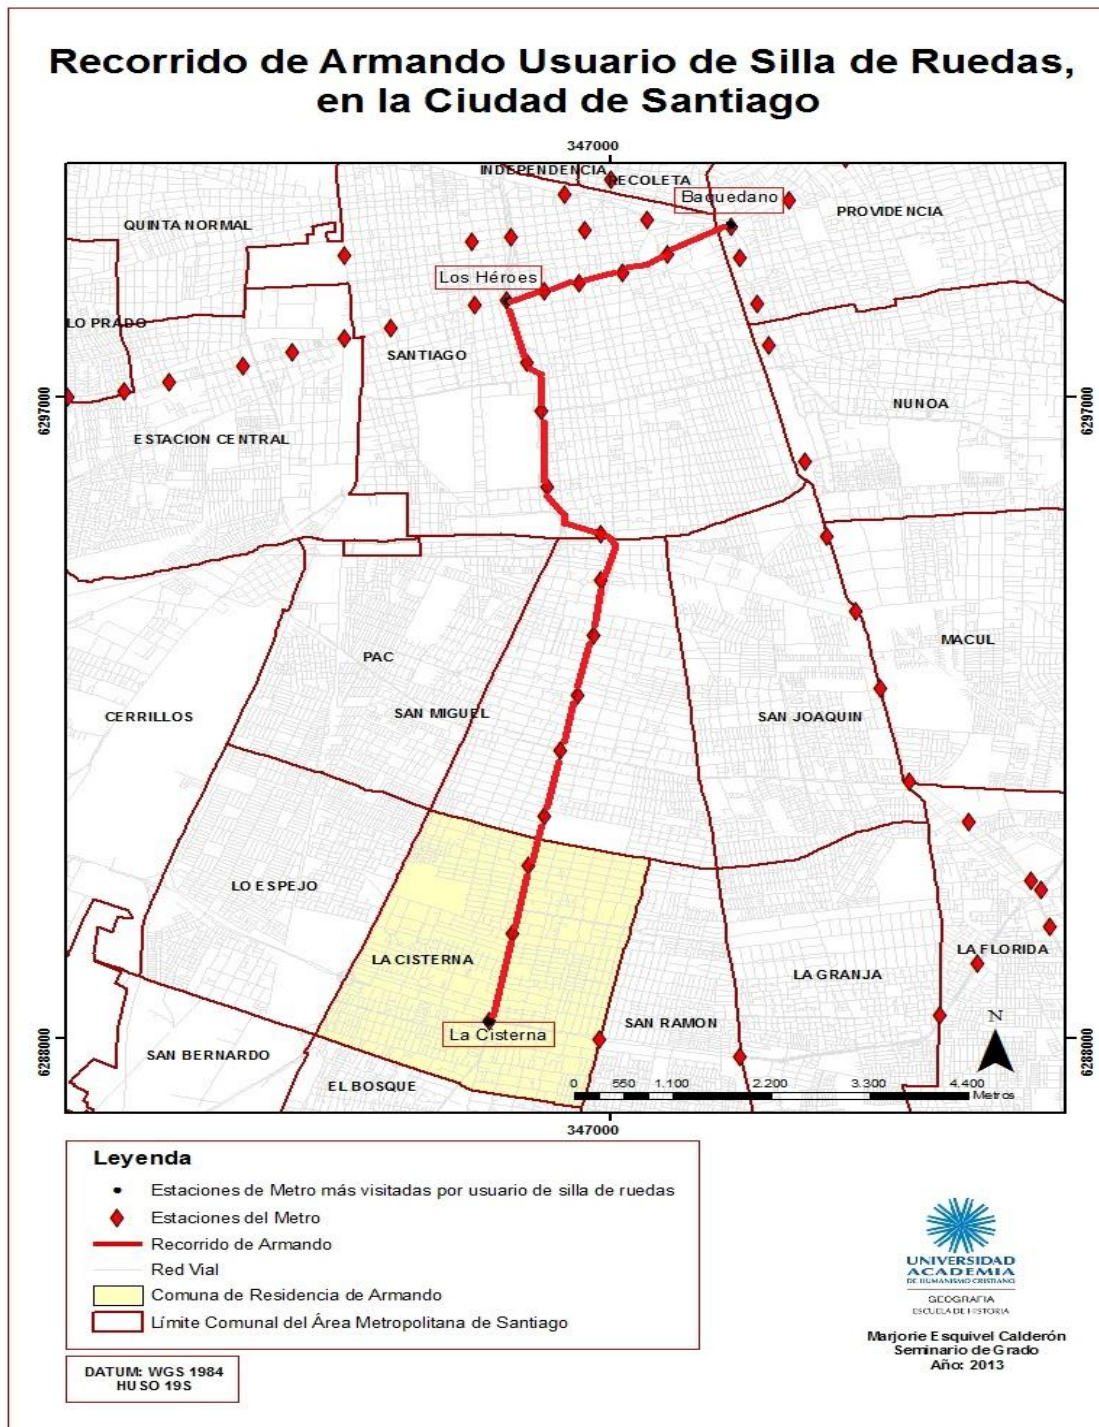 Recorrido de Armando Usuario de Silla de Ruedas,
en la Ciudad de Santiago
347000
INDEPENDENCIA
RECOLETA
Baquedano
PROVIDENCIA
QUINTA NORMAL
Los Héroes
LO PRADO
SANTIAGO
6297000
6297000
NUNOA
ESTACION CENTRAL
MACUL
PAC
CERRILLOS
SAN MIGUEL
SAN JOAQUIN
LO ESPEJO
LA CISTERNA
LA GRANJA
LA FLORIDA
N
SAN RAMON
La Cisterna
6288000
6288000
SAN BERNARDO
EL BOSQUE
0 550 1.100 2.200 3.300 4.400
Metros
347000
Leyenda
Estaciones de Metro más visitadas por usuario de silla de ruedas
Estaciones del Metro
Recorrido de Armando
Red Vial
Comuna de Residencia de Armando
Límite Comunal del Área Metropolitana de Santiago
DATUM: WGS 1984
HUSO 19S
UNIVERSIDAD
ACADEMIA
DE HUMANISMO CRISTIANO
GEOGRAFIA
ESCUELA DE HISTORIA
Marjorie Esquivel Calderón
Seminario de Grado
Año: 2013